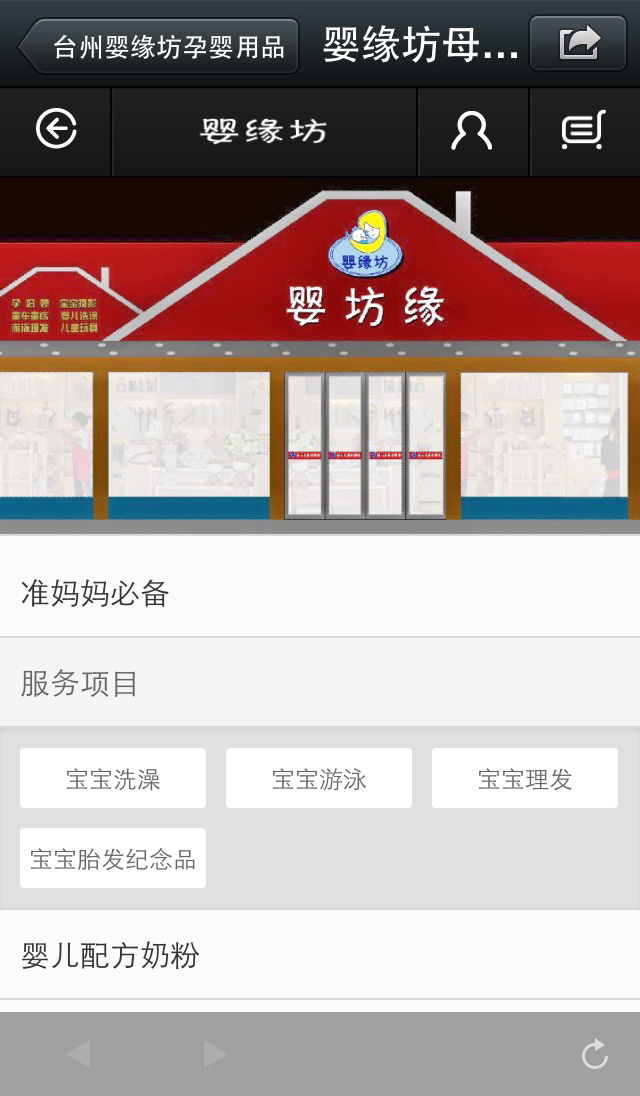 台州婴缘坊孕婴用品
婴缘坊母...
婴缘坊
婴缘坊
婴坊缘
孕妇装 宝宝摄影
童车童床 婴儿洗澡
游泳理发 儿童玩具
准妈妈必备
服务项目
宝宝洗澡
宝宝游泳
宝宝理发
宝宝胎发纪念品
婴儿配方奶粉